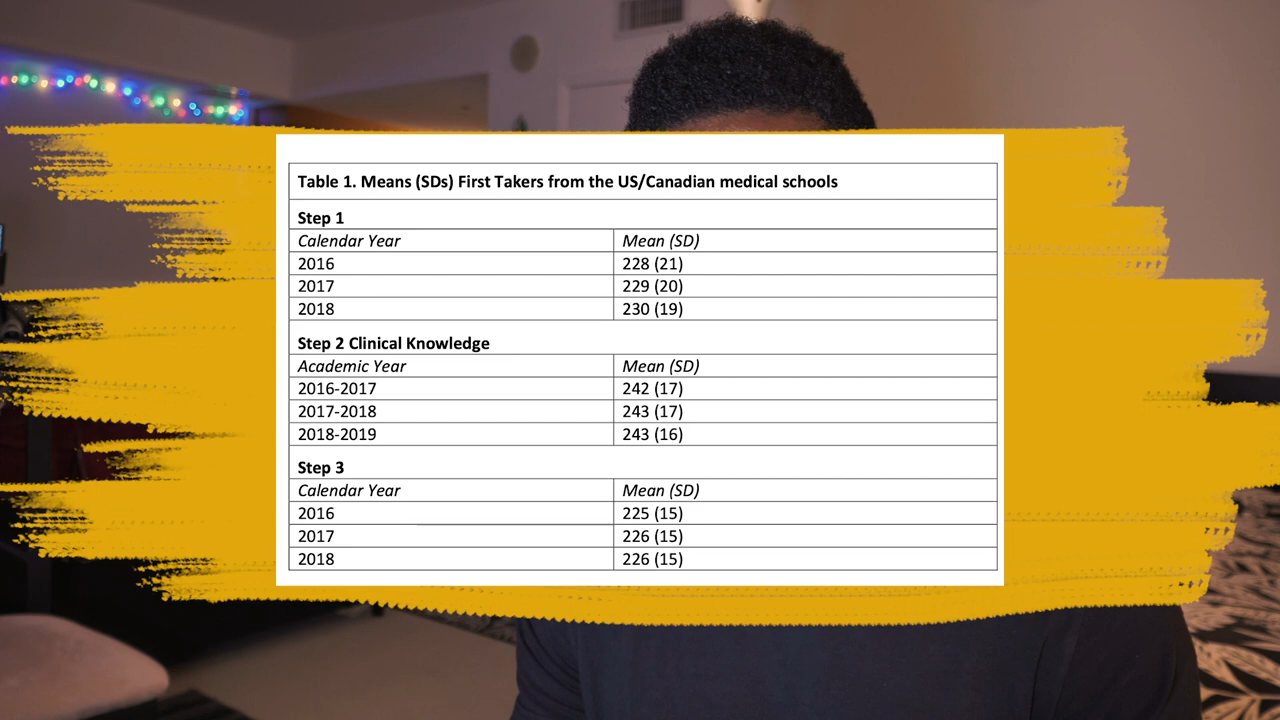 Table 1. Means (SDs) First Takers from the US/Canadian medical schools
Step 1
Calendar Year Mean (SD)
2016 228 (21)
2017 229 (20)
2018 230 (19)
Step 2 Clinical Knowledge
Academic Year Mean (SD)
2016-2017 242 (17)
2017-2018 243 (17)
2018-2019 243 (16)
Step 3
Calendar Year Mean (SD)
2016 225 (15)
2017 226 (15)
2018 226 (15)